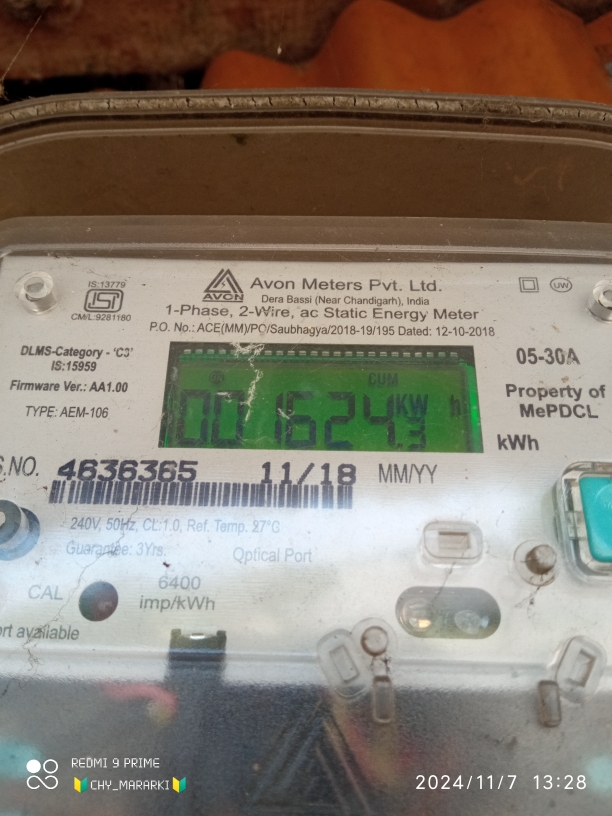 IS:13779
ISI
CM/L:9281180
AVON
Avon Meters Pvt. Ltd.
Dera Bassi (Near Chandigarh), India
1-Phase, 2-Wire, ac Static Energy Meter
P.O. No.: ACE(MM)/PO/Saubhagya/2018-19/195 Dated: 12-10-2018
UW
DLMS-Category - 'C3'
IS:15959
Firmware Ver.: AA1.00
TYPE: AEM-106
CUM
001624.3 KW h
05-30A
Property of
MePDCL
kWh
S.NO. 4636365 11/18 MM/YY
240V, 50Hz, CL:1.0, Ref. Temp. 27°C
Guarantee: 3Yrs.
Optical Port
CAL
6400
imp/kWh
available
REDMI 9 PRIME
🔰CHY_MARARKI🔰
2024/11/7 13:28